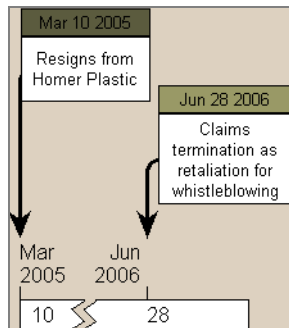 Mar 10 2005
Resigns from
Homer Plastic
Jun 28 2006
Claims
termination as
retaliation for
whistleblowing
Mar
2005
Jun
2006
10
28